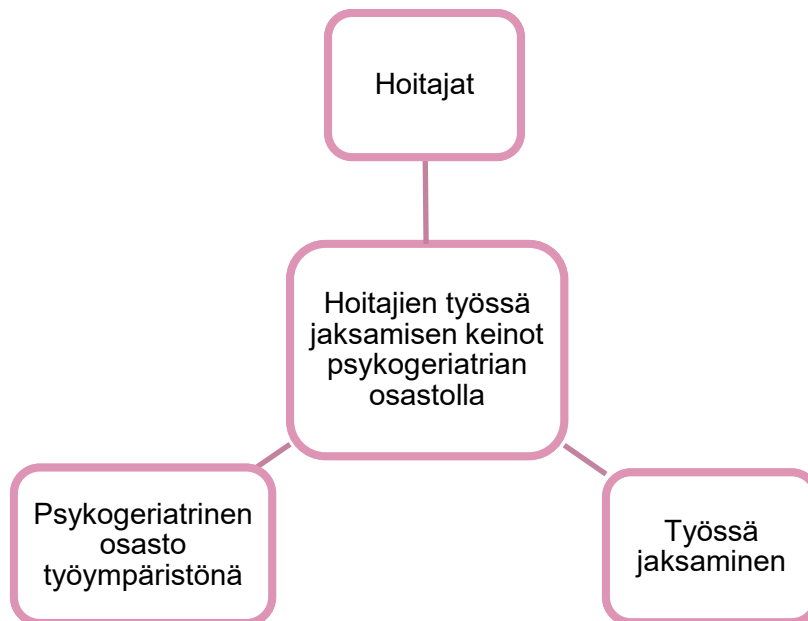 Hoitajat
Hoitajien työssä
jaksamisen keinot
psykogeriatrian
osastolla
Psykogeriatrinen
osasto
työympäristönä
Työssä
jaksaminen